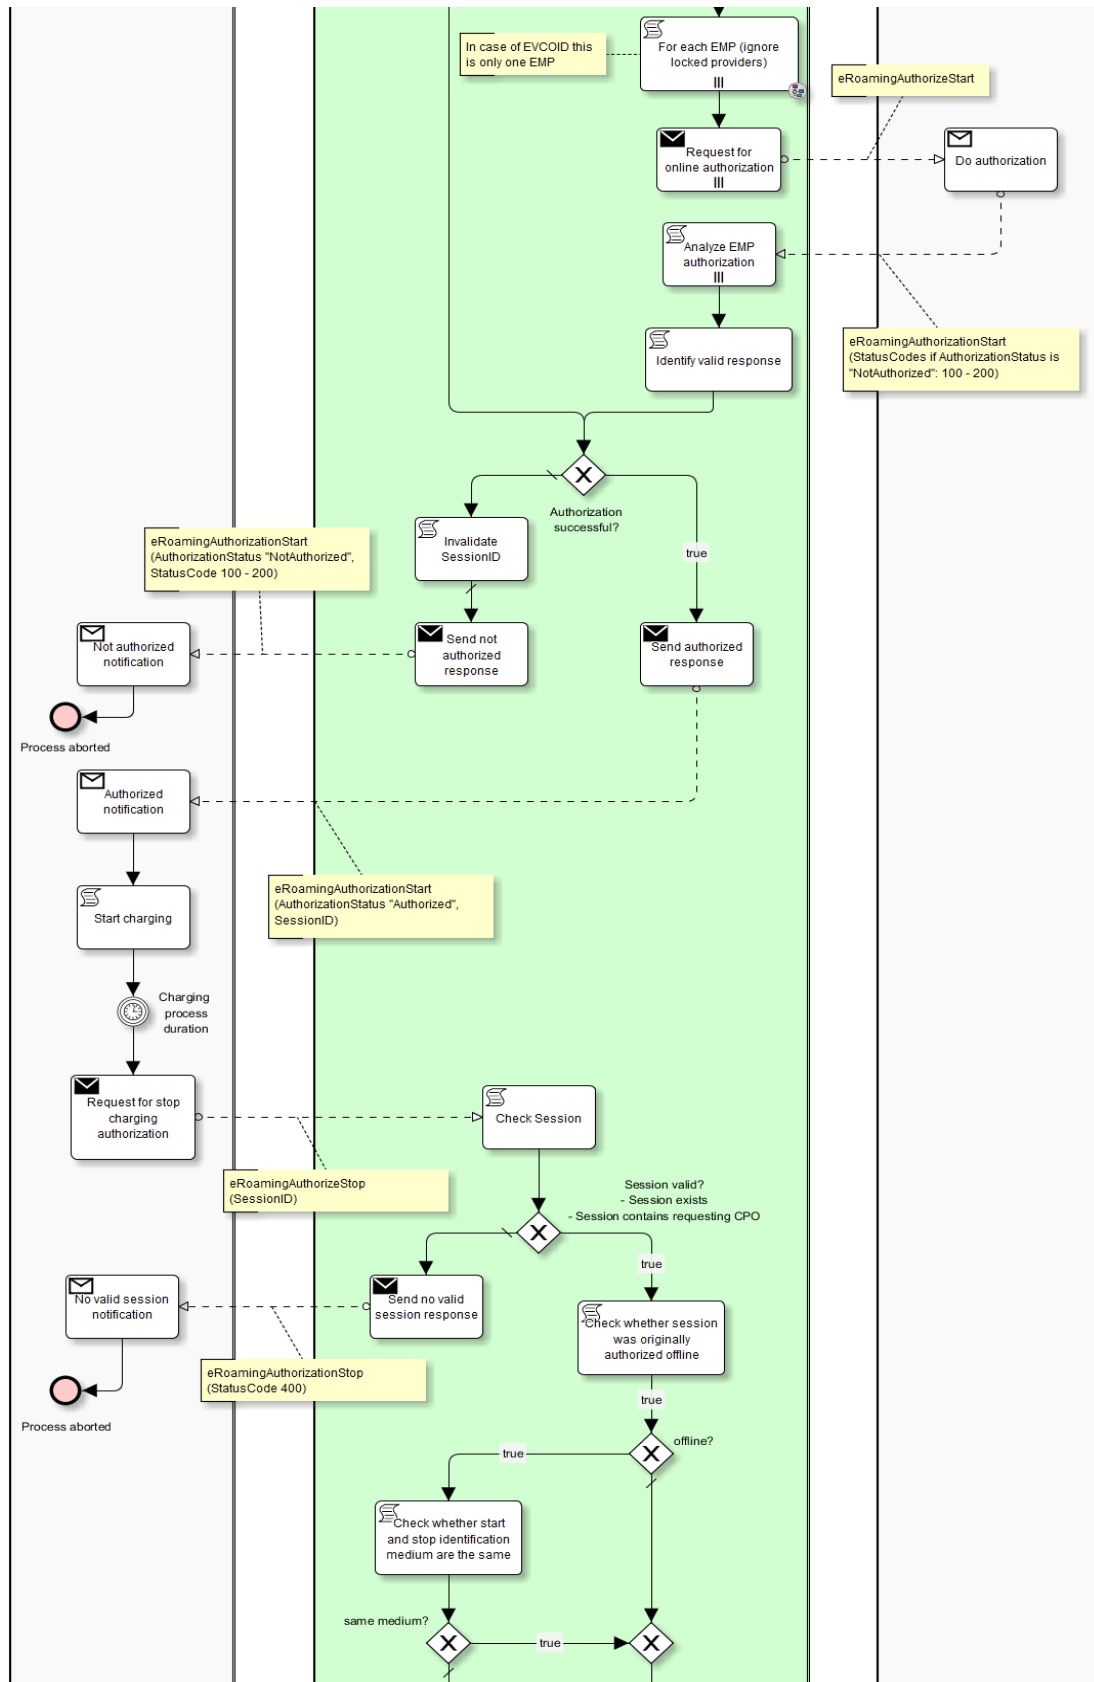 In case of EVCOID this
is only one EMP
For each EMP (ignore
locked providers)
eRoamingAuthorizeStart
Request for
online authorization
Do authorization
Analyze EMP
authorization
eRoamingAuthorizationStart
(StatusCodes if AuthorizationStatus is
"NotAuthorized": 100 - 200)
Identify valid response
Authorization
successful?
Invalidate
SessionID
true
eRoamingAuthorizationStart
(AuthorizationStatus "NotAuthorized",
StatusCode 100 - 200)
Not authorized
notification
Send not
authorized
response
Send authorized
response
Process aborted
Authorized
notification
eRoamingAuthorizationStart
(AuthorizationStatus "Authorized",
SessionID)
Start charging
Charging
process
duration
Request for stop
charging
authorization
Check Session
eRoamingAuthorizeStop
(SessionID)
Session valid?
- Session exists
- Session contains requesting CPO
true
No valid session
notification
Send no valid
session response
Check whether session
was originally
authorized offline
eRoamingAuthorizationStop
(StatusCode 400)
Process aborted
true
offline?
true
Check whether start
and stop identification
medium are the same
same medium?
true